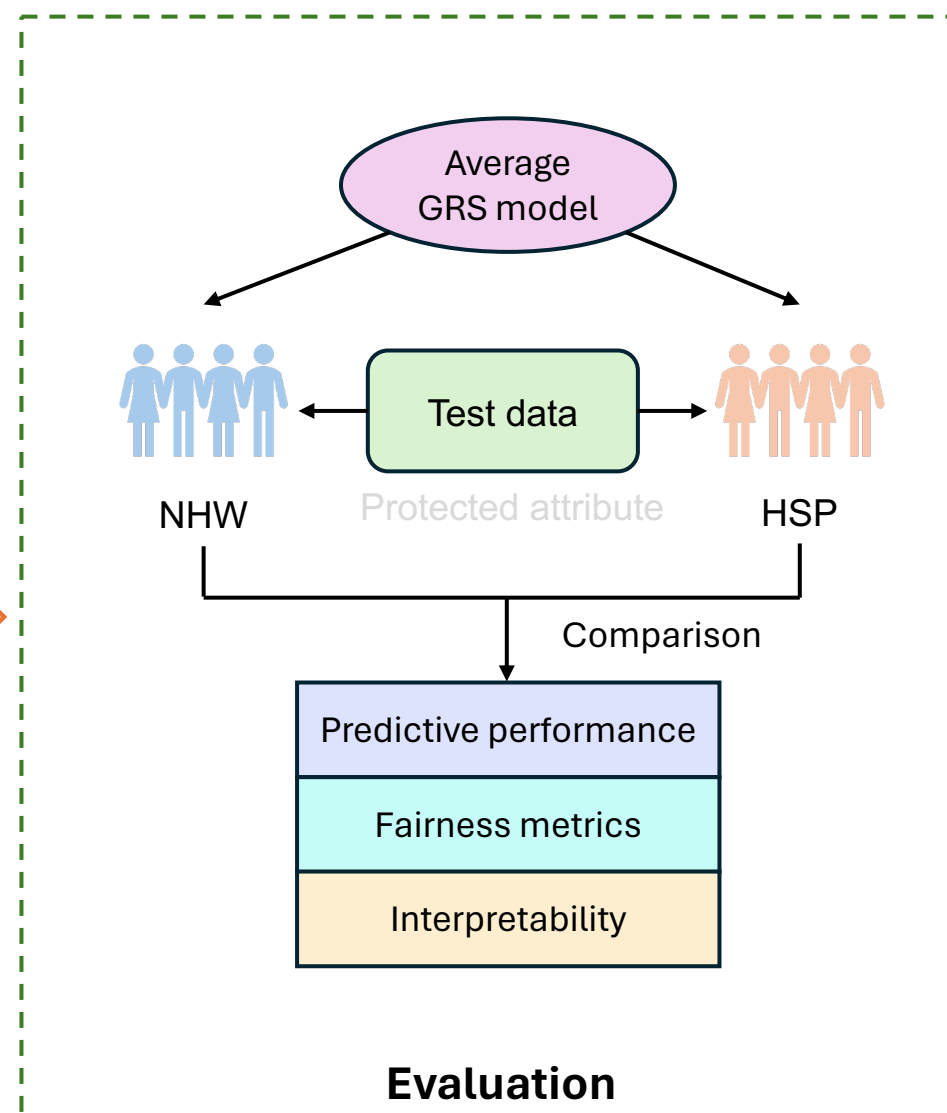 Average
GRS model
Test data
Protected attribute
NHW
HSP
Comparison
Predictive performance
Fairness metrics
Interpretability
Evaluation